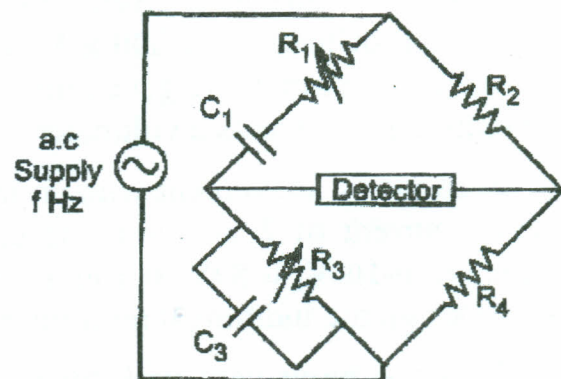 R1
R2
C1
a.c
Supply
f Hz
Detector
R3
R4
C3